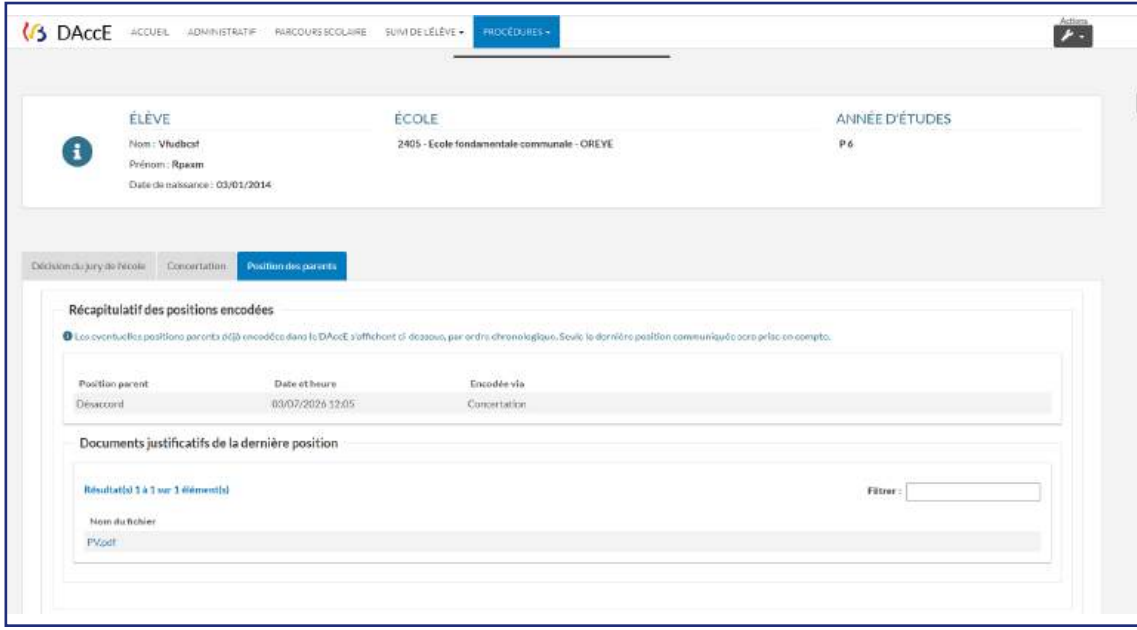 DAccE ACCUEIL ADMINISTRATIF PARCOURS SCOLAIRE SUIVI DE L'ÉLÈVE PROCÉDURES Actions
ÉLÈVE ÉCOLE ANNÉE D'ÉTUDES
Nom : Vfudbcsf 2405 - Ecole fondamentale communale - OREYE P 6
Prénom : Rpaxm
Date de naissance : 03/01/2014
Décision du jury de l'école Concertation Position des parents
Récapitulatif des positions encodées
Les éventuelles positions parents déjà encodées dans le DAccE s'affichent ci-dessous, par ordre chronologique. Seule la dernière position communiquée sera prise en compte.
Position parent Date et heure Encodée via
Désaccord 03/07/2026 12:05 Concertation
Documents justificatifs de la dernière position
Résultat(s) 1 à 1 sur 1 élément(s) Filtrer :
Nom du fichier
PV.pdf